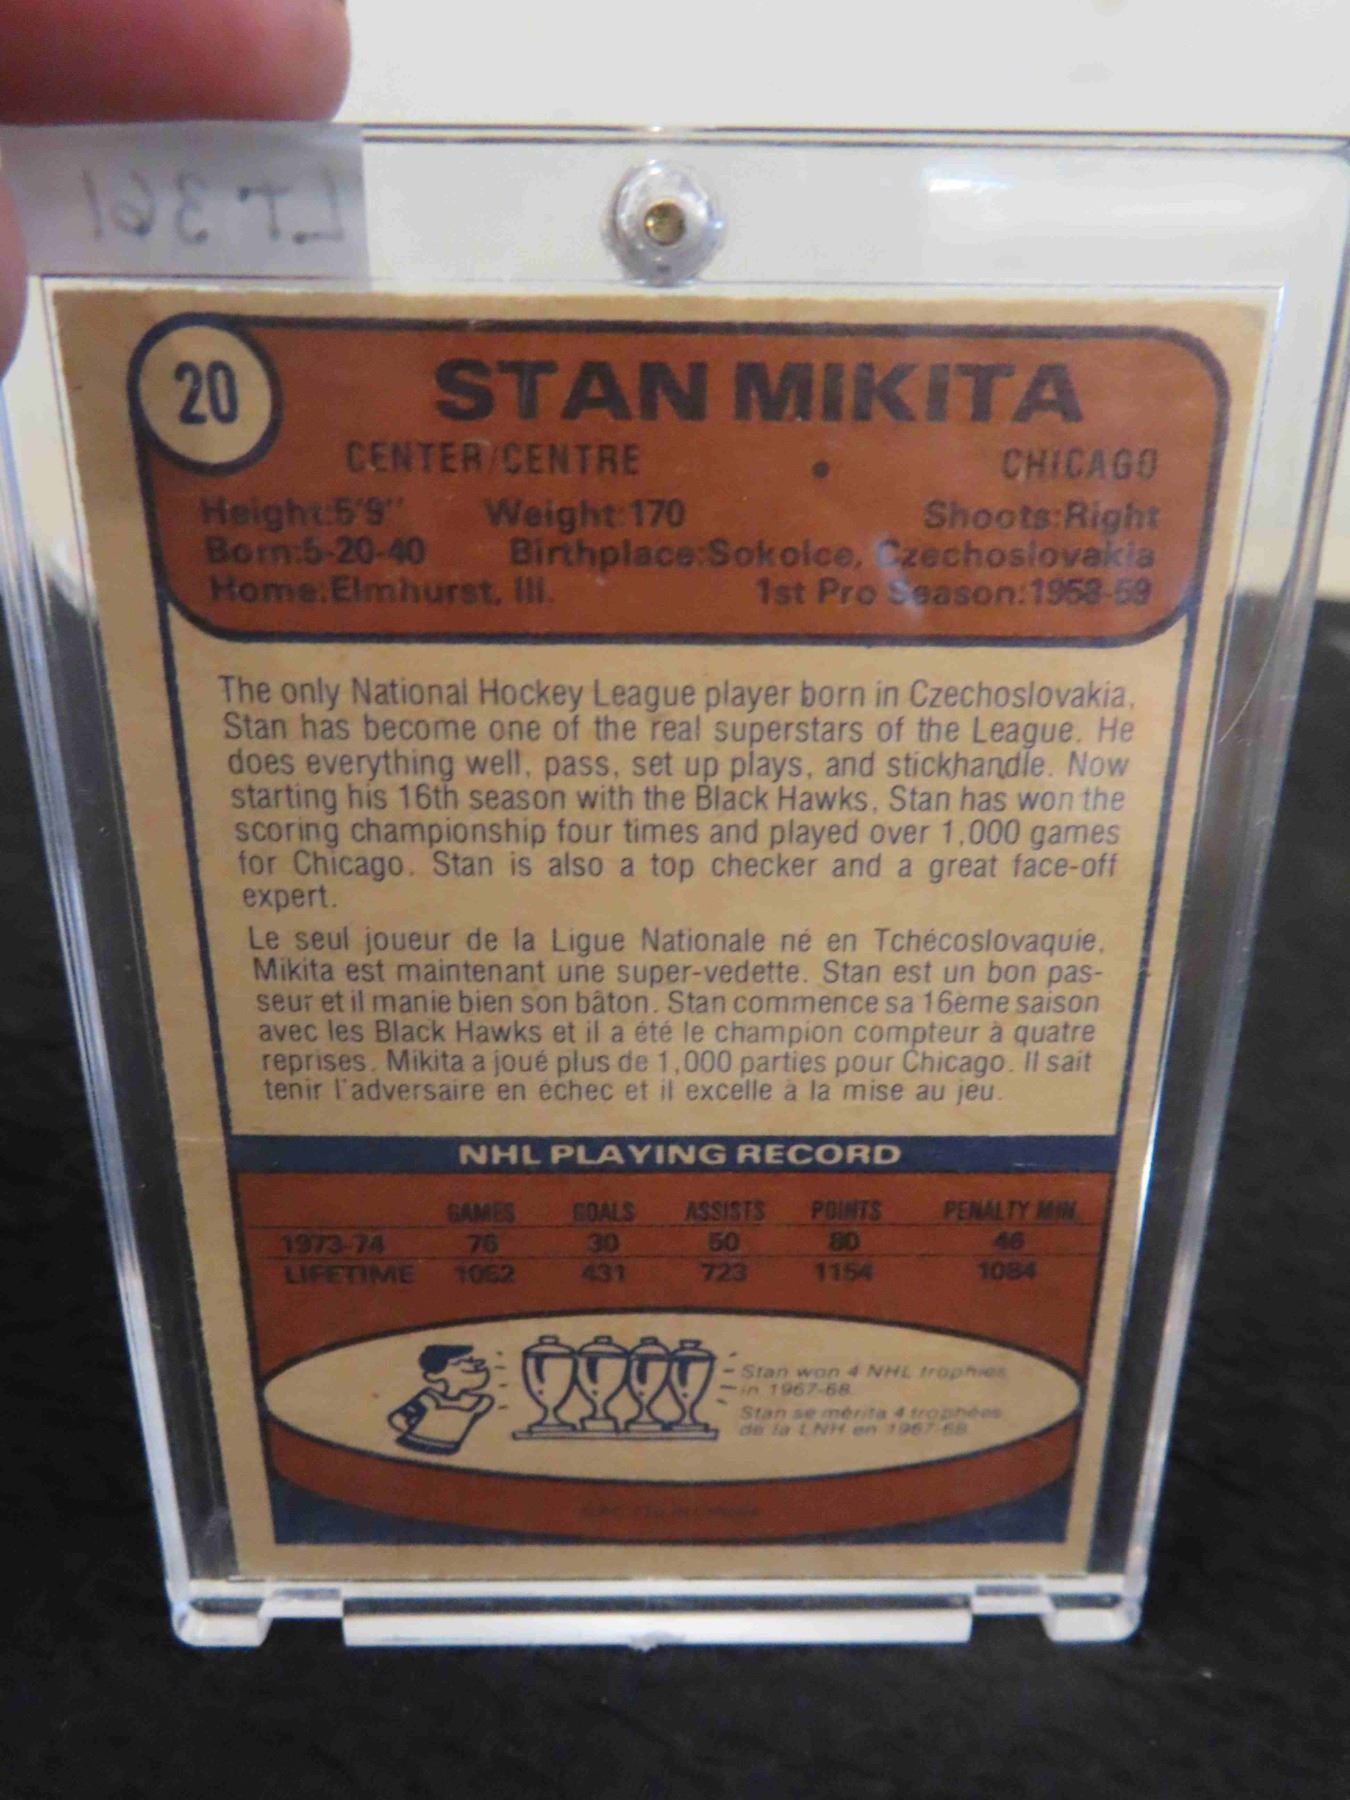 LT 361
20
STAN MIKITA
CENTER/CENTRE • CHICAGO
Height:5'9" Weight:170 Shoots:Right
Born:5-20-40 Birthplace:Sokolce, Czechoslovakia
Home:Elmhurst, Ill. 1st Pro Season:1958-59
The only National Hockey League player born in Czechoslovakia,
Stan has become one of the real superstars of the League. He
does everything well, pass, set up plays, and stickhandle. Now
starting his 16th season with the Black Hawks, Stan has won the
scoring championship four times and played over 1,000 games
for Chicago. Stan is also a top checker and a great face-off
expert.
Le seul joueur de la Ligue Nationale né en Tchécoslovaquie,
Mikita est maintenant une super-vedette. Stan est un bon pas-
seur et il manie bien son bâton. Stan commence sa 16ème saison
avec les Black Hawks et il a été le champion compteur à quatre
reprises. Mikita a joué plus de 1,000 parties pour Chicago. Il sait
tenir l'adversaire en échec et il excelle à la mise au jeu.
NHL PLAYING RECORD
GAMES GOALS ASSISTS POINTS PENALTY MIN.
1973-74 76 30 50 80 46
LIFETIME 1062 431 723 1154 1084
Stan won 4 NHL trophies
in 1967-68.
Stan se mérita 4 trophées
de la LNH en 1967-68.